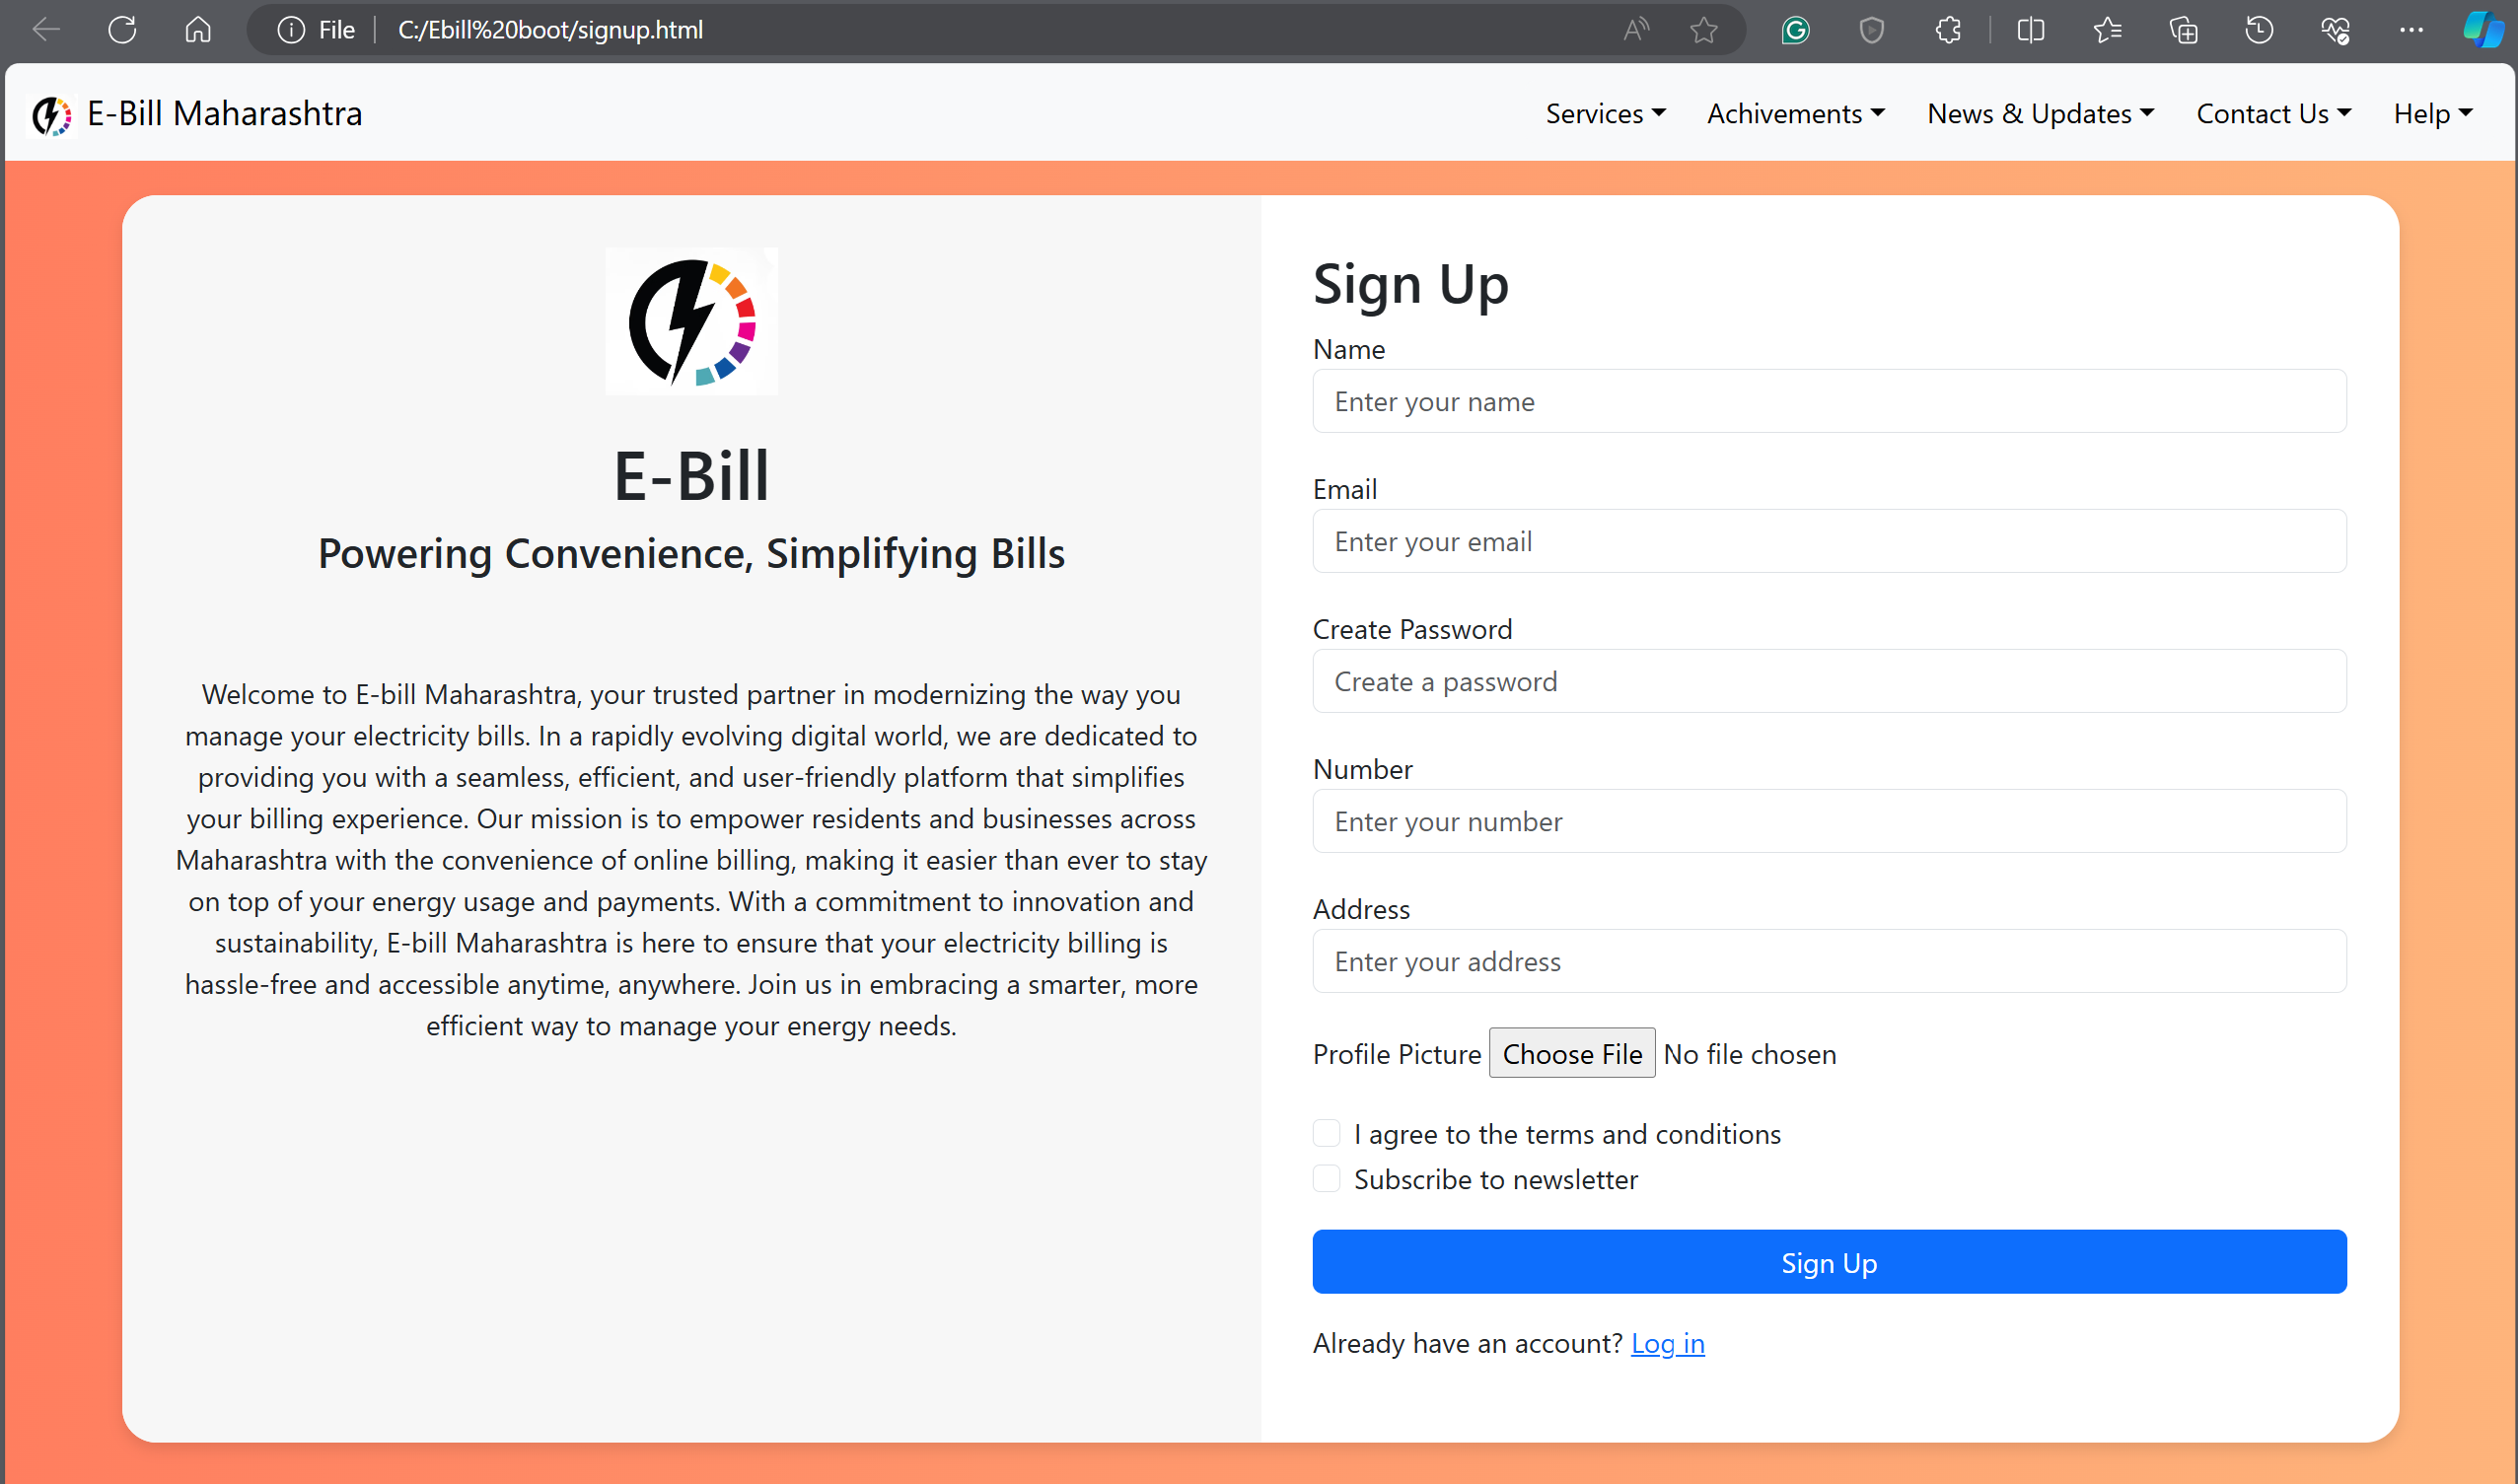 File
C:/Ebill%20boot/signup.html
E-Bill Maharashtra
Services
Achivements
News & Updates
Contact Us
Help
E-Bill
Powering Convenience, Simplifying Bills
Welcome to E-bill Maharashtra, your trusted partner in modernizing the way you
manage your electricity bills. In a rapidly evolving digital world, we are dedicated to
providing you with a seamless, efficient, and user-friendly platform that simplifies
your billing experience. Our mission is to empower residents and businesses across
Maharashtra with the convenience of online billing, making it easier than ever to stay
on top of your energy usage and payments. With a commitment to innovation and
sustainability, E-bill Maharashtra is here to ensure that your electricity billing is
hassle-free and accessible anytime, anywhere. Join us in embracing a smarter, more
efficient way to manage your energy needs.
Sign Up
Name
Enter your name
Email
Enter your email
Create Password
Create a password
Number
Enter your number
Address
Enter your address
Profile Picture Choose File No file chosen
I agree to the terms and conditions
Subscribe to newsletter
Sign Up
Already have an account? Log in